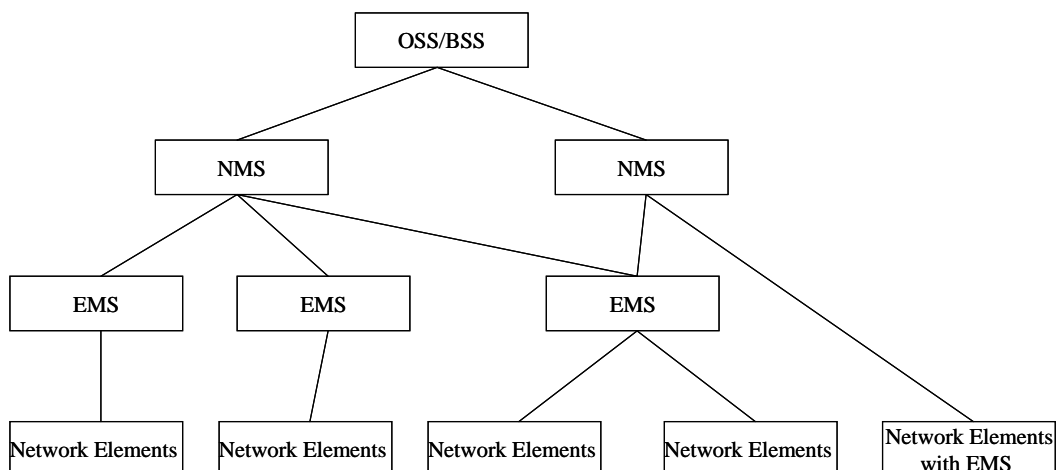 OSS/BSS
NMS
NMS
EMS
EMS
EMS
Network Elements
Network Elements
Network Elements
Network Elements
Network Elements
with EMS